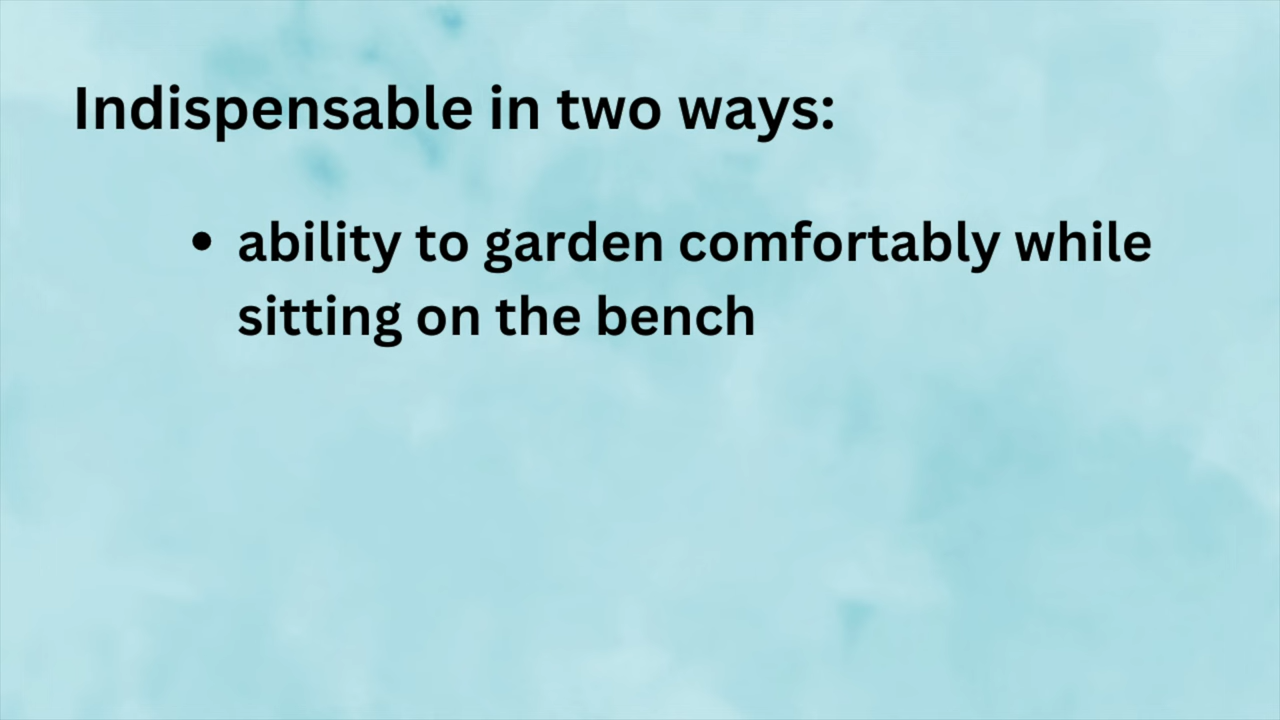 Indispensable in two ways:
• ability to garden comfortably while
sitting on the bench